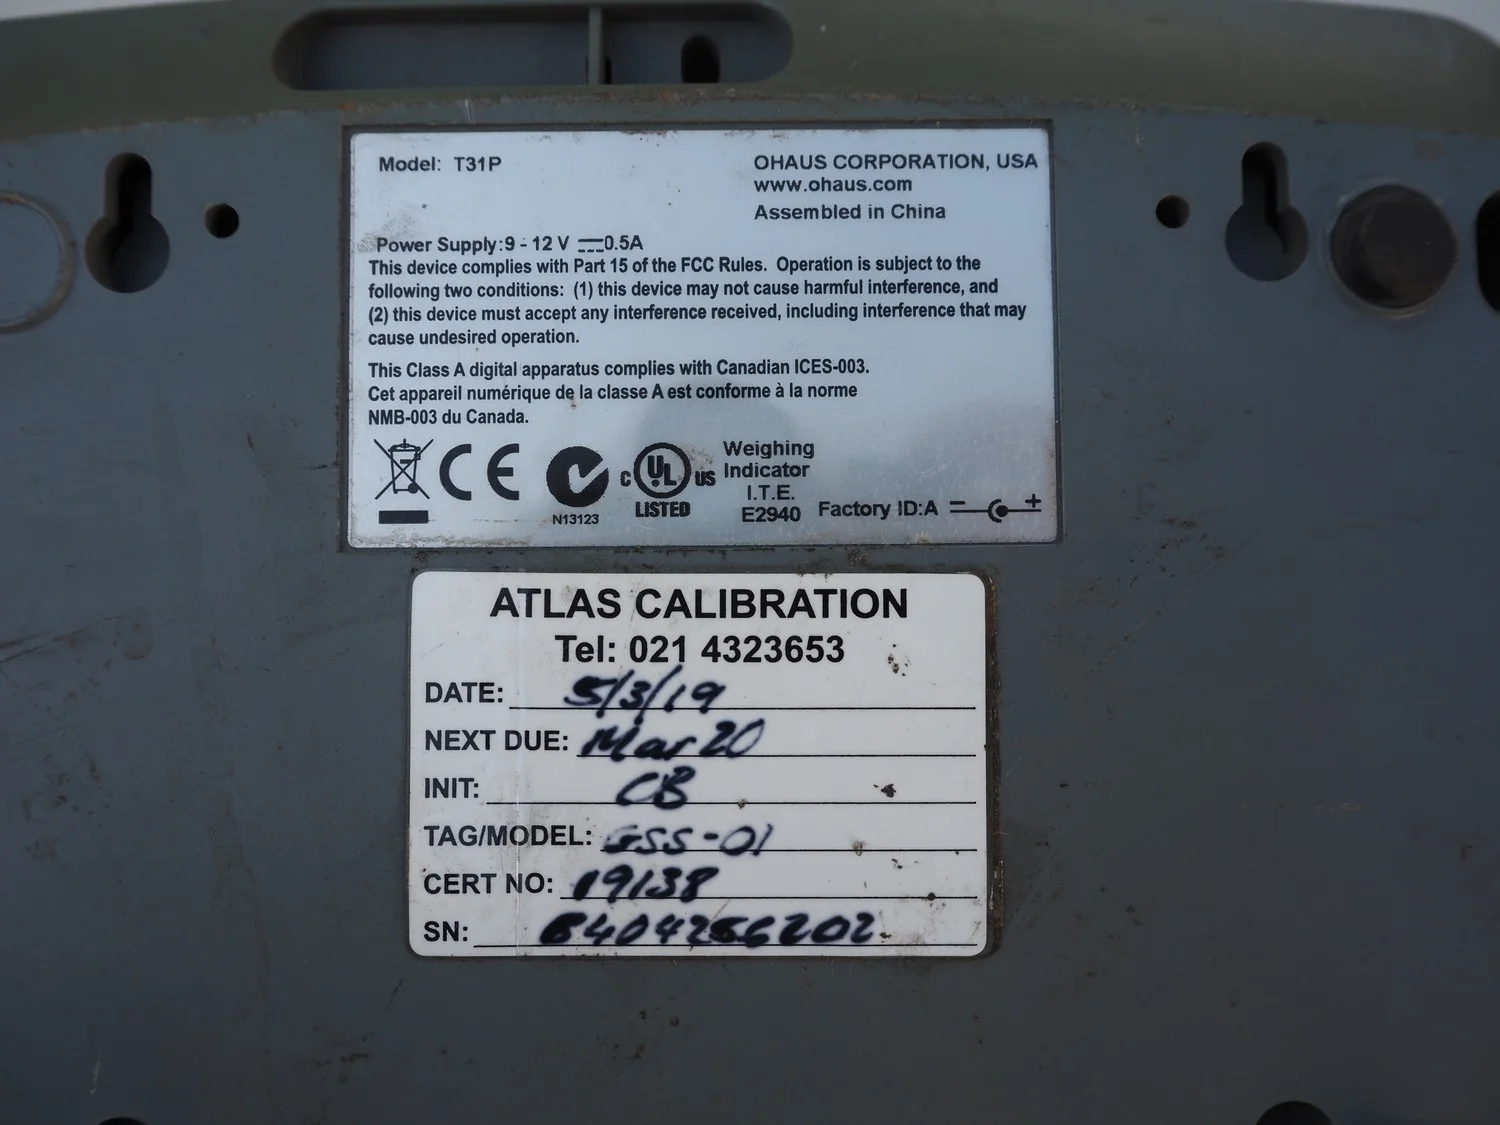 Model: T31P
OHAUS CORPORATION, USA
www.ohaus.com
Assembled in China
Power Supply:9 - 12 V ⎓0.5A
This device complies with Part 15 of the FCC Rules. Operation is subject to the
following two conditions: (1) this device may not cause harmful interference, and
(2) this device must accept any interference received, including interference that may
cause undesired operation.
This Class A digital apparatus complies with Canadian ICES-003.
Cet appareil numérique de la classe A est conforme à la norme
NMB-003 du Canada.
CE
N13123
C UL US
LISTED
Weighing
Indicator
I.T.E.
E2940
Factory ID:A - +
ATLAS CALIBRATION
Tel: 021 4323653
DATE: 5/3/19
NEXT DUE: Mar 20
INIT: CB
TAG/MODEL: GSS-01
CERT NO: 19138
SN: